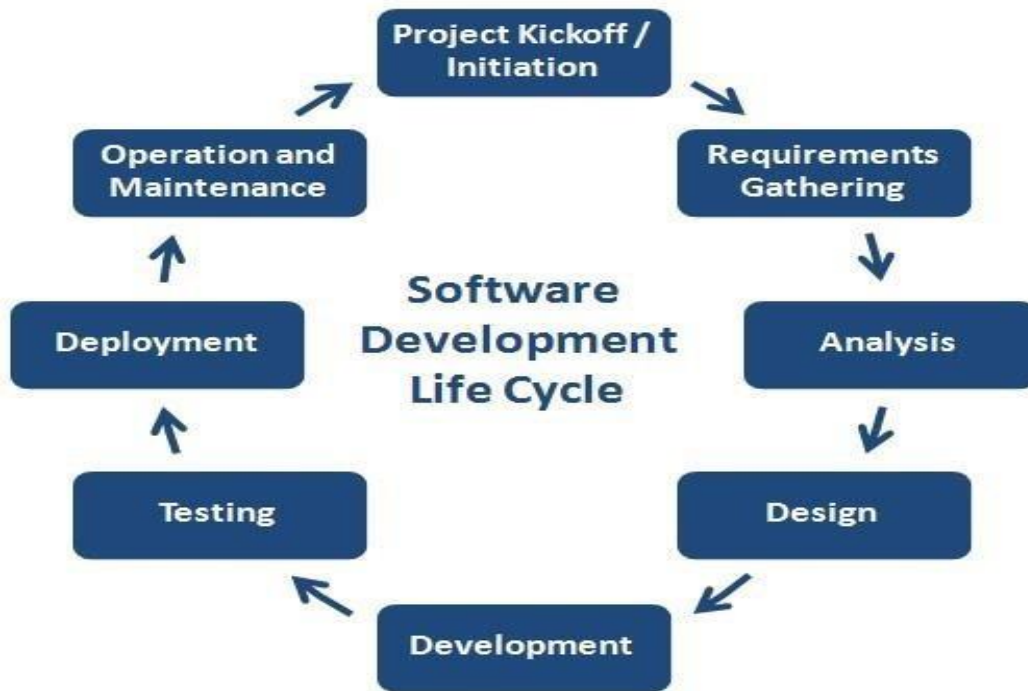 Project Kickoff /
Initiation
Requirements
Gathering
Analysis
Design
Development
Testing
Deployment
Operation and
Maintenance
Software
Development
Life Cycle